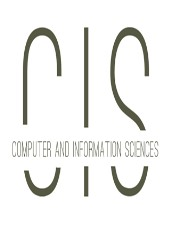 CIS
COMPUTER AND INFORMATION SCIENCES